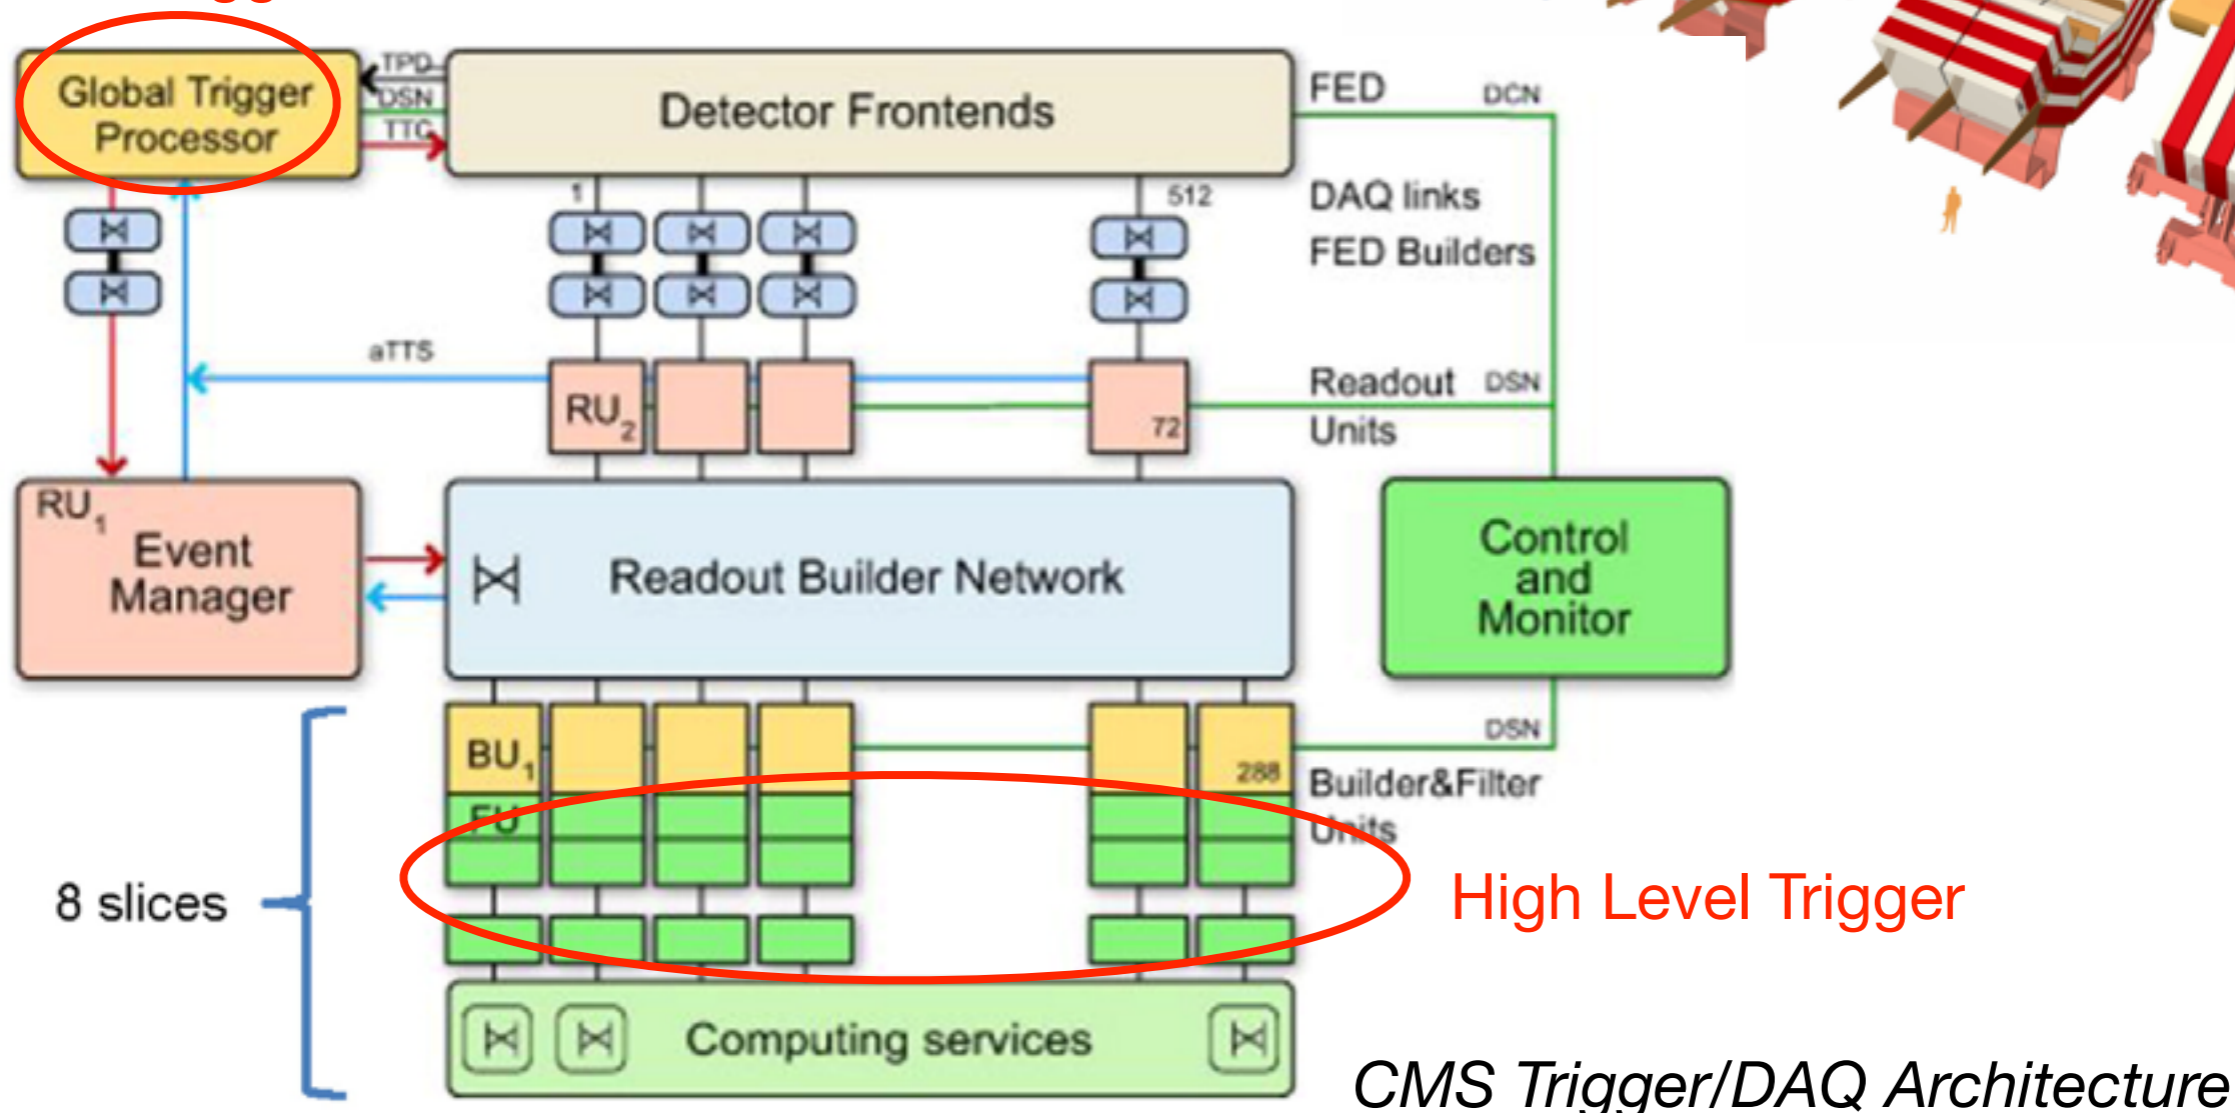 Global Trigger
Processor
TPD
DSN
TTC
Detector Frontends
FED
DCN
1
512
DAQ links
FED Builders
aTTS
RU2
72
Readout
DSN
Units
RU1
Event
Manager
Readout Builder Network
Control
and
Monitor
DSN
BU1
288
Builder&Filter
Units
FU
8 slices
High Level Trigger
Computing services
CMS Trigger/DAQ Architecture